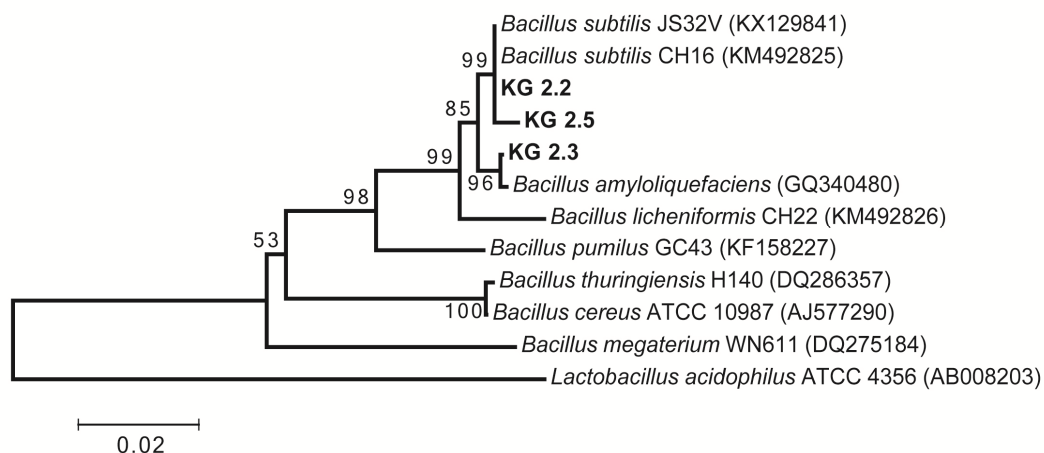 Bacillus subtilis JS32V (KX129841)
Bacillus subtilis CH16 (KM492825)
99
KG 2.2
85
KG 2.5
99
KG 2.3
96
Bacillus amyloliquefaciens (GQ340480)
98
Bacillus licheniformis CH22 (KM492826)
53
Bacillus pumilus GC43 (KF158227)
Bacillus thuringiensis H140 (DQ286357)
100
Bacillus cereus ATCC 10987 (AJ577290)
Bacillus megaterium WN611 (DQ275184)
Lactobacillus acidophilus ATCC 4356 (AB008203)
0.02